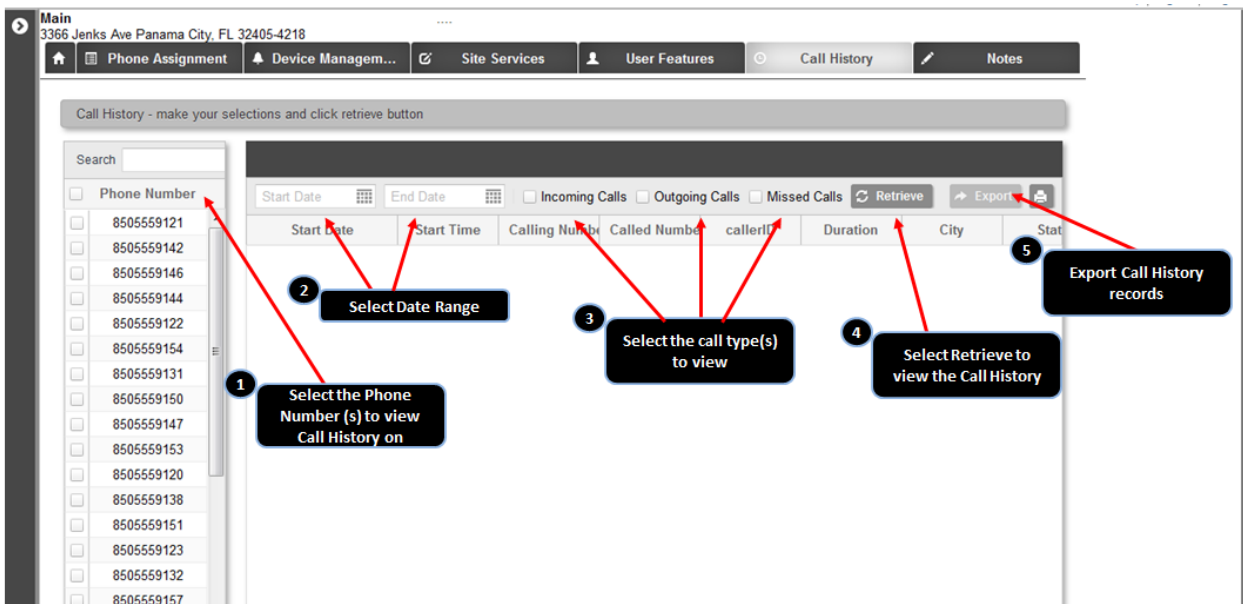 Main
....
3366 Jenks Ave Panama City, FL 32405-4218
Phone Assignment Device Managem... Site Services User Features Call History Notes
Call History - make your selections and click retrieve button
Search
Phone Number
Start Date End Date Incoming Calls Outgoing Calls Missed Calls Retrieve Export
Start Date Start Time Calling Numbe Called Numbe callerID Duration City Stat
8505559121
8505559142
8505559146
8505559144
8505559122
8505559154
8505559131
8505559150
8505559147
8505559153
8505559120
8505559138
8505559151
8505559123
8505559132
8505559157
1
Select the Phone
Number (s) to view
Call History on
2
Select Date Range
3
Select the call type(s)
to view
4
Select Retrieve to
view the Call History
5
Export Call History
records